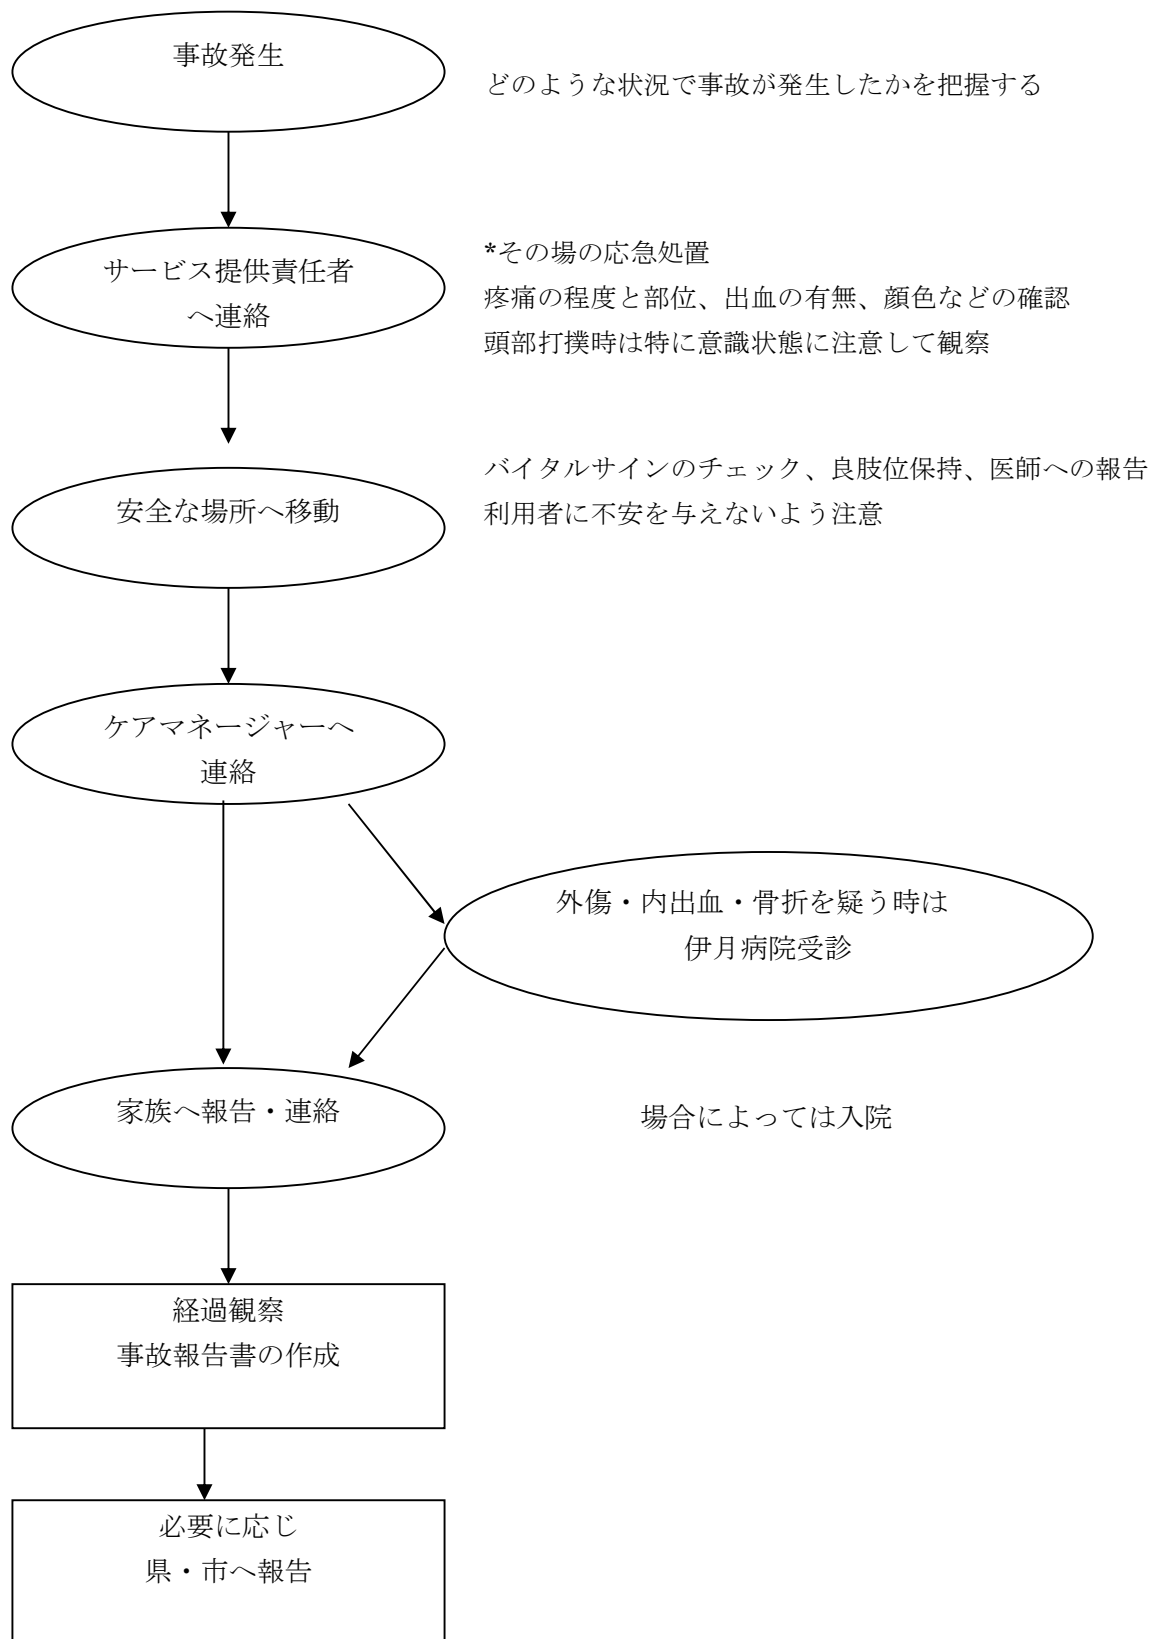 事故発生
どのような状況で事故が発生したかを把握する
サービス提供責任者
へ連絡
*その場の応急処置
疼痛の程度と部位、出血の有無、顔色などの確認
頭部打撲時は特に意識状態に注意して観察
安全な場所へ移動
バイタルサインのチェック、良肢位保持、医師への報告
利用者に不安を与えないよう注意
ケアマネージャーへ
連絡
外傷・内出血・骨折を疑う時は
伊月病院受診
家族へ報告・連絡
場合によっては入院
経過観察
事故報告書の作成
必要に応じ
県・市へ報告